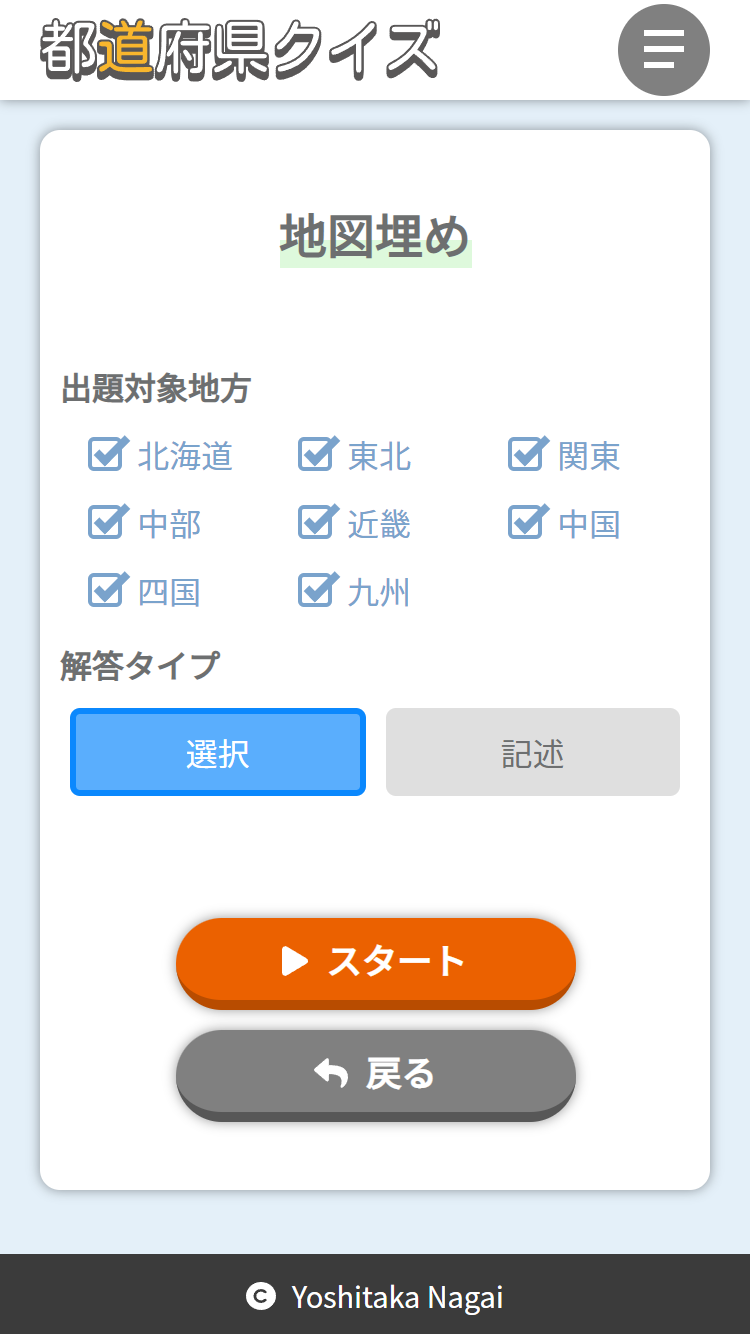 都道府県クイズ
地図埋め
出題対象地方
北海道 東北 関東
中部 近畿 中国
四国 九州
解答タイプ
選択 記述
スタート
戻る
© Yoshitaka Nagai